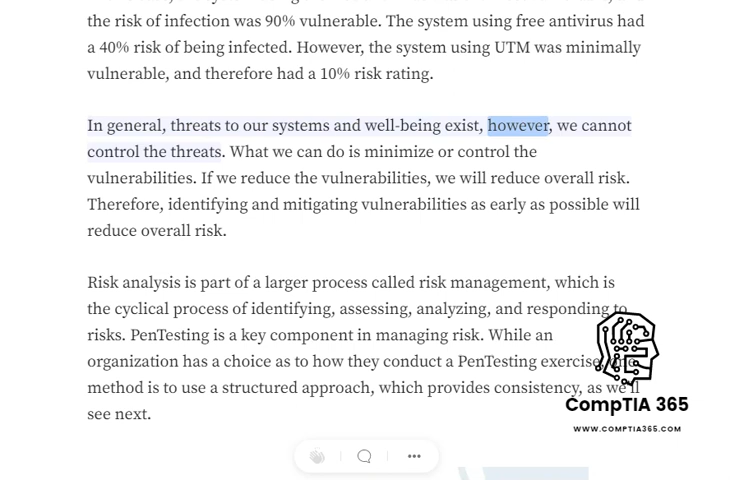 the risk of infection was 90% vulnerable. The system using free antivirus had
a 40% risk of being infected. However, the system using UTM was minimally
vulnerable, and therefore had a 10% risk rating.
In general, threats to our systems and well-being exist, however, we cannot
control the threats. What we can do is minimize or control the
vulnerabilities. If we reduce the vulnerabilities, we will reduce overall risk.
Therefore, identifying and mitigating vulnerabilities as early as possible will
reduce overall risk.
Risk analysis is part of a larger process called risk management, which is
the cyclical process of identifying, assessing, analyzing, and responding to
risks. PenTesting is a key component in managing risk. While an
organization has a choice as to how they conduct a PenTesting exercise, one
method is to use a structured approach, which provides consistency, as we'll
see next.
CompTIA 365
WWW.COMPTIA365.COM